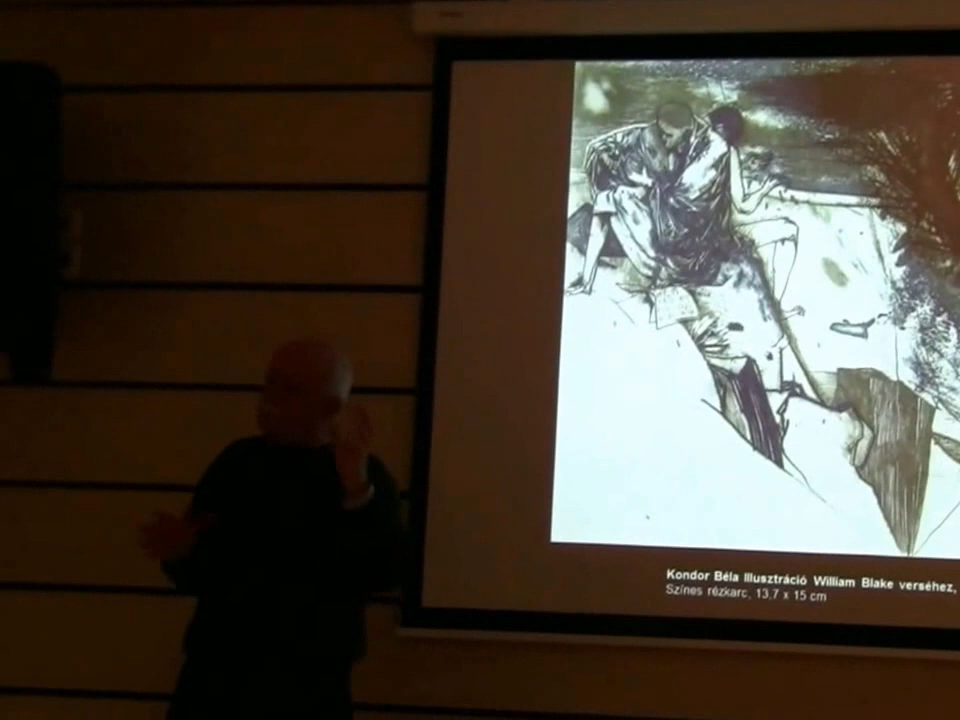 Kondor Béla Illusztráció William Blake verséhez,
Színes rézkarc, 13,7 x 15 cm